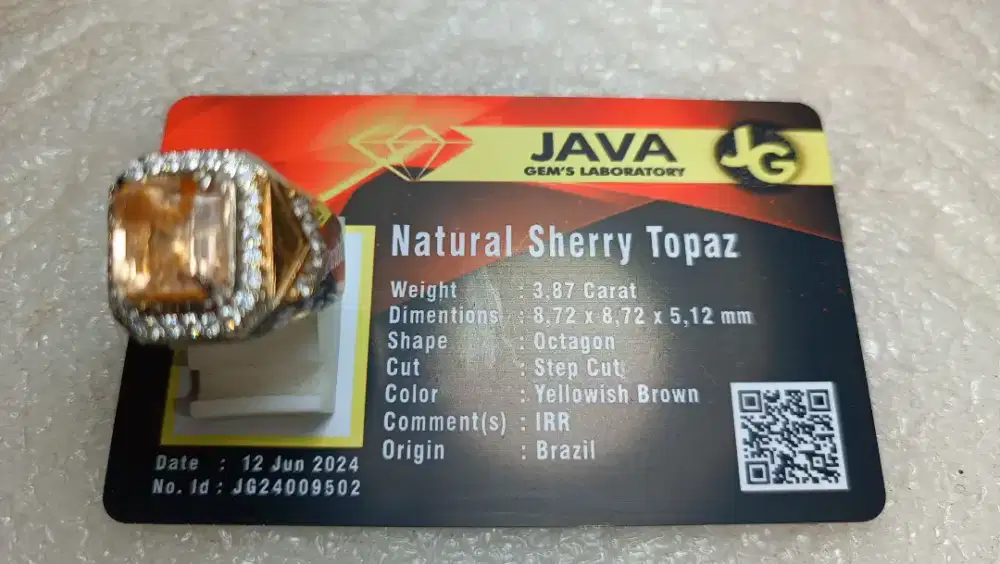 JAVA
GEM'S LABORATORY
JG
Natural Sherry Topaz
Weight : 3,87 Carat
Dimentions : 8,72 x 8,72 x 5,12 mm
Shape : Octagon
Cut : Step Cut
Color : Yellowish Brown
Comment(s) : IRR
Origin : Brazil
Date : 12 Jun 2024
No. Id : JG24009502